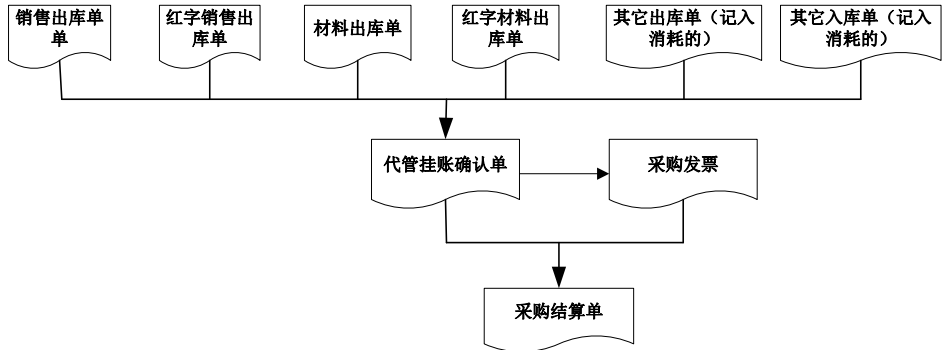 销售出库单单
单
红字销售出
库单
材料出库单
红字材料出
库单
其它出库单（记入
消耗的）
其它入库单（记入
消耗的）
代管挂账确认单
采购发票
采购结算单